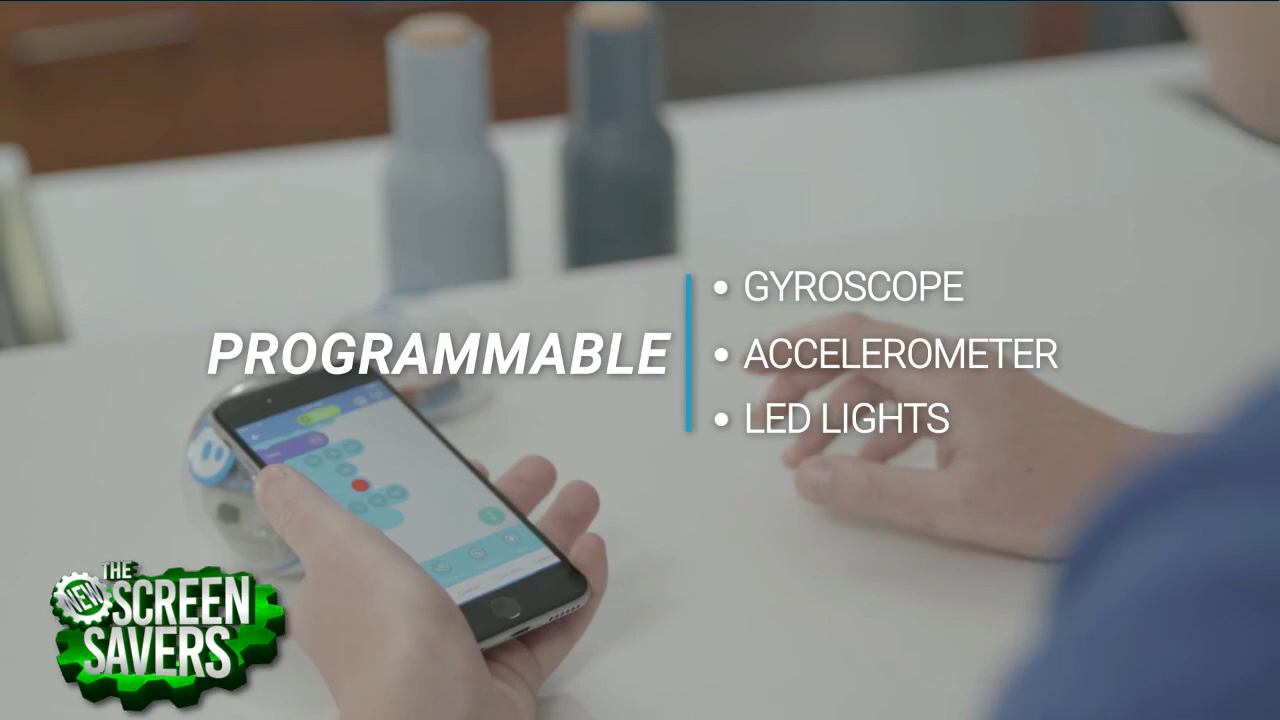 PROGRAMMABLE
• GYROSCOPE
• ACCELEROMETER
• LED LIGHTS
THE
NEW
SCREEN
SAVERS